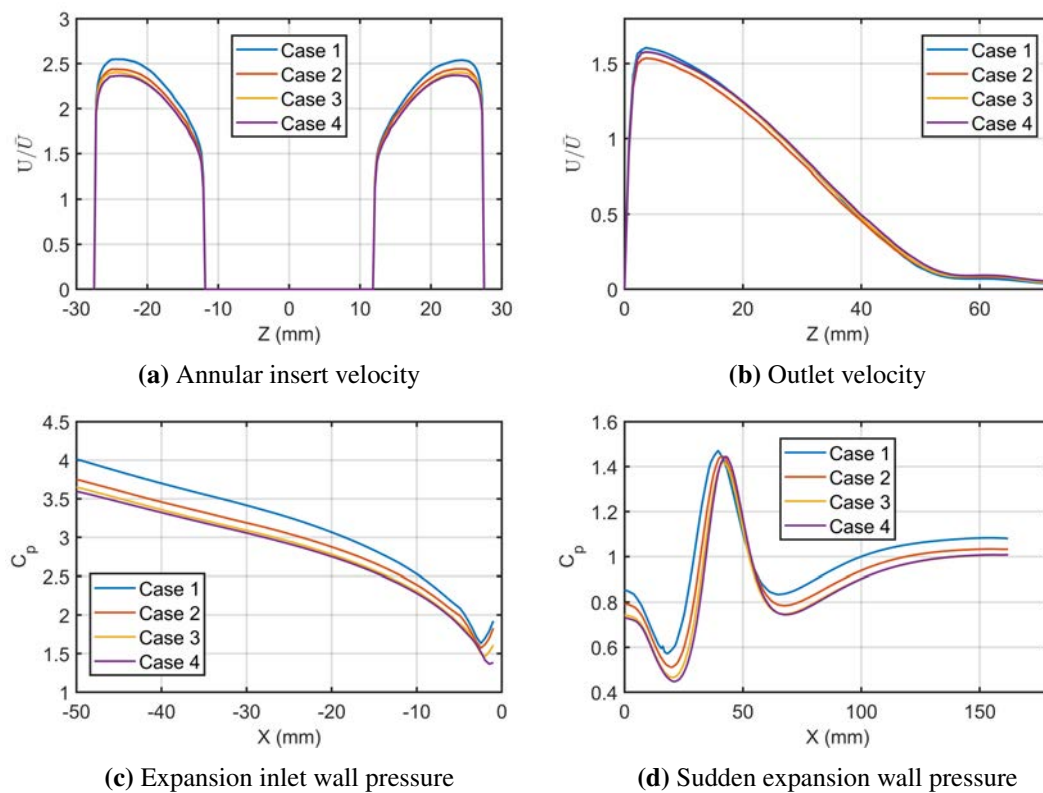 3
2.5
2
1.5
1
0.5
0
U/Ū
Case 1
Case 2
Case 3
Case 4
-30 -20 -10 0 10 20 30
Z (mm)
(a) Annular insert velocity
1.5
1
0.5
0
U/Ū
Case 1
Case 2
Case 3
Case 4
0 20 40 60
Z (mm)
(b) Outlet velocity
4.5
4
3.5
3
2.5
2
1.5
1
Cp
Case 1
Case 2
Case 3
Case 4
-50 -40 -30 -20 -10 0
X (mm)
(c) Expansion inlet wall pressure
1.6
1.4
1.2
1
0.8
0.6
0.4
Cp
Case 1
Case 2
Case 3
Case 4
0 50 100 150
X (mm)
(d) Sudden expansion wall pressure